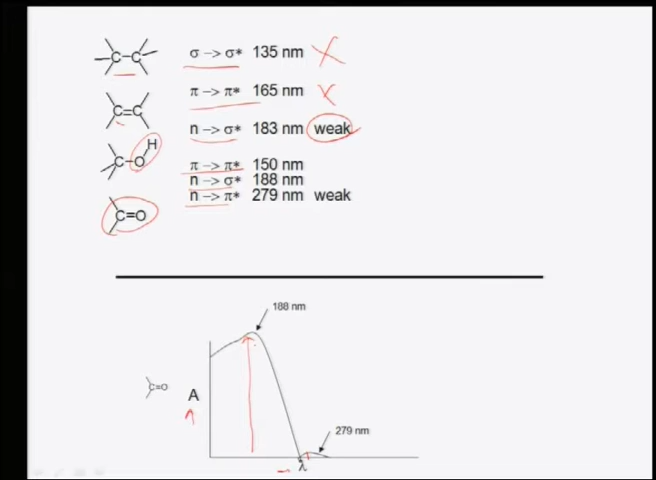 C-C
σ -> σ* 135 nm
C=C
π -> π* 165 nm
n -> σ* 183 nm weak
H
C-O
π -> π* 150 nm
n -> σ* 188 nm
n -> π* 279 nm weak
C=O
188 nm
C=O
A
279 nm
λ